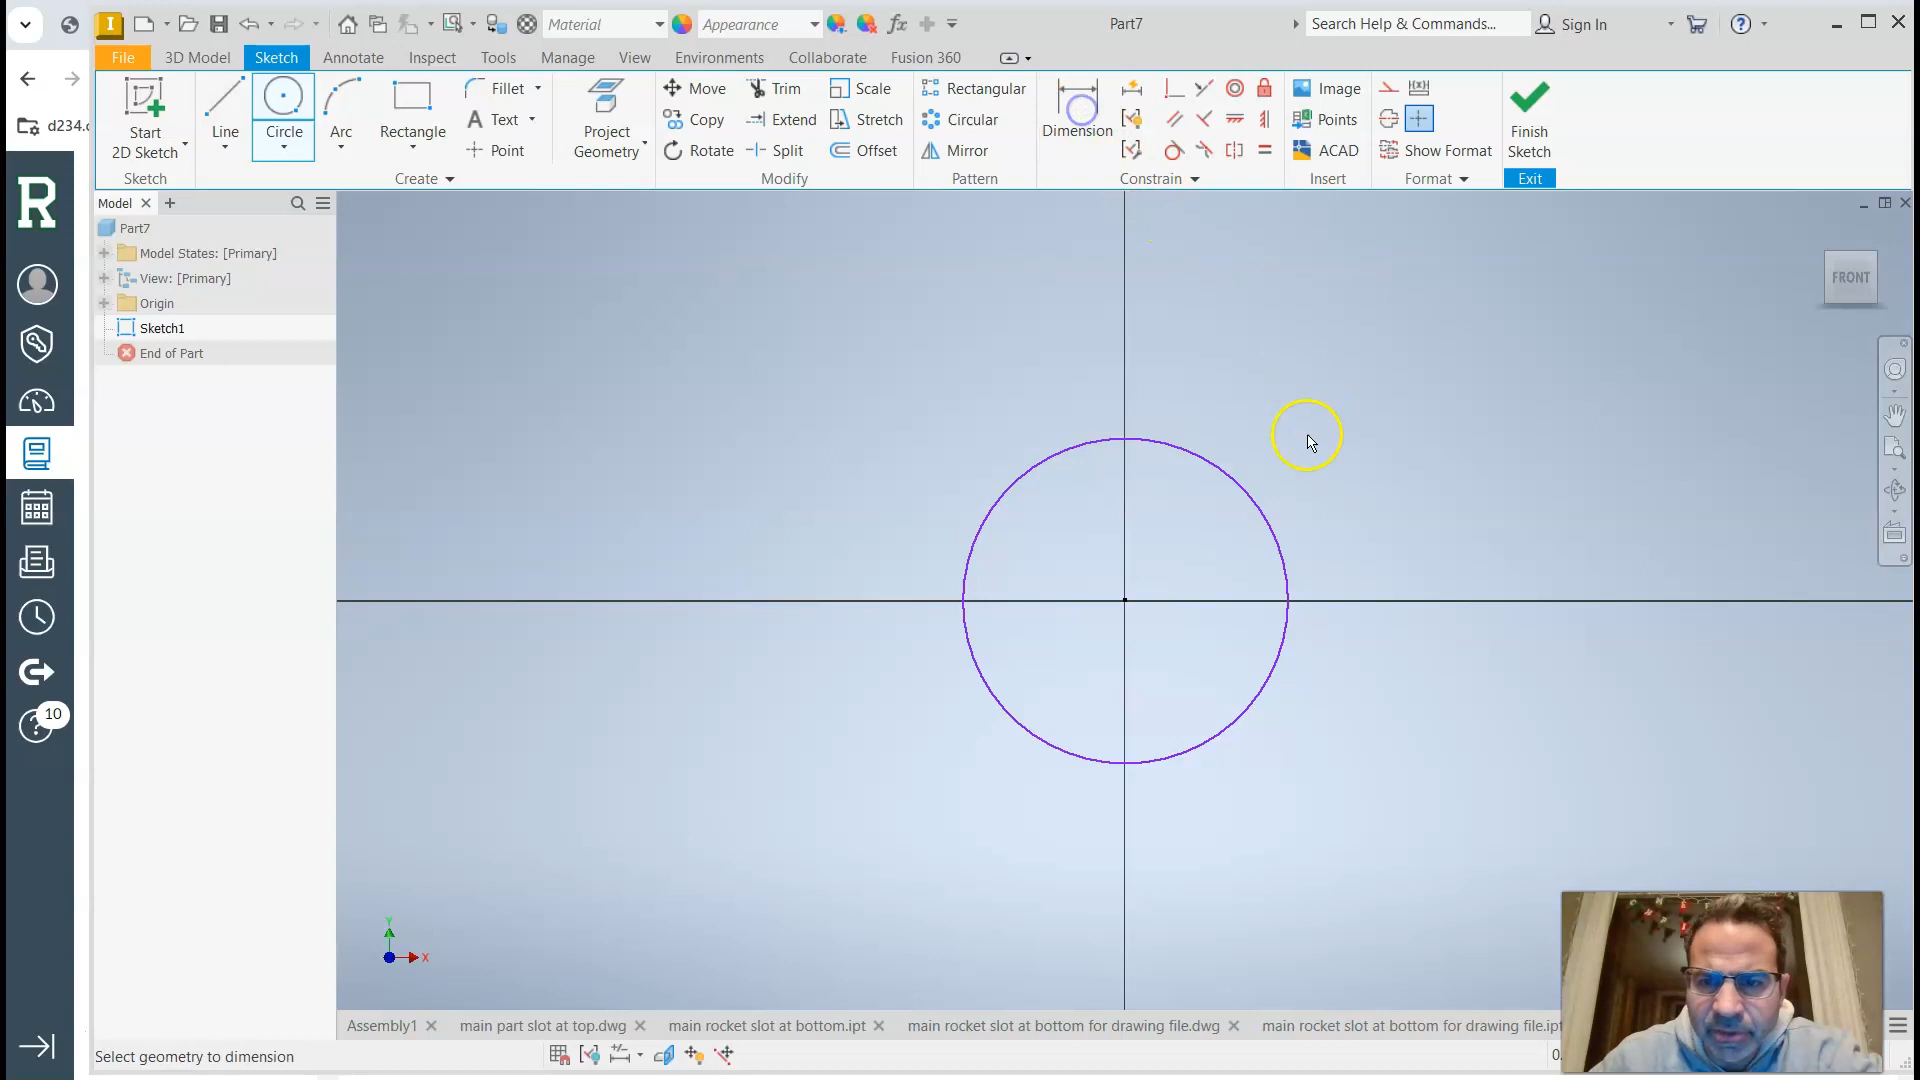 Material
Appearance
fx
Part7
Search Help & Commands...
Sign In
File
3D Model
Sketch
Annotate
Inspect
Tools
Manage
View
Environments
Collaborate
Fusion 360
d234.
Start
2D Sketch
Line
Circle
Arc
Rectangle
Fillet
Text
Point
Project
Geometry
Move
Copy
Rotate
Trim
Extend
Split
Scale
Stretch
Offset
Rectangular
Circular
Mirror
Dimension
Image
Points
ACAD
Show Format
Finish
Sketch
Sketch
Create
Modify
Pattern
Constrain
Insert
Format
Exit
Model
Part7
Model States: [Primary]
View: [Primary]
Origin
Sketch1
End of Part
R
FRONT
10
Y
X
Assembly1
main part slot at top.dwg
main rocket slot at bottom.ipt
main rocket slot at bottom for drawing file.dwg
main rocket slot at bottom for drawing file.ipt
Select geometry to dimension
0.